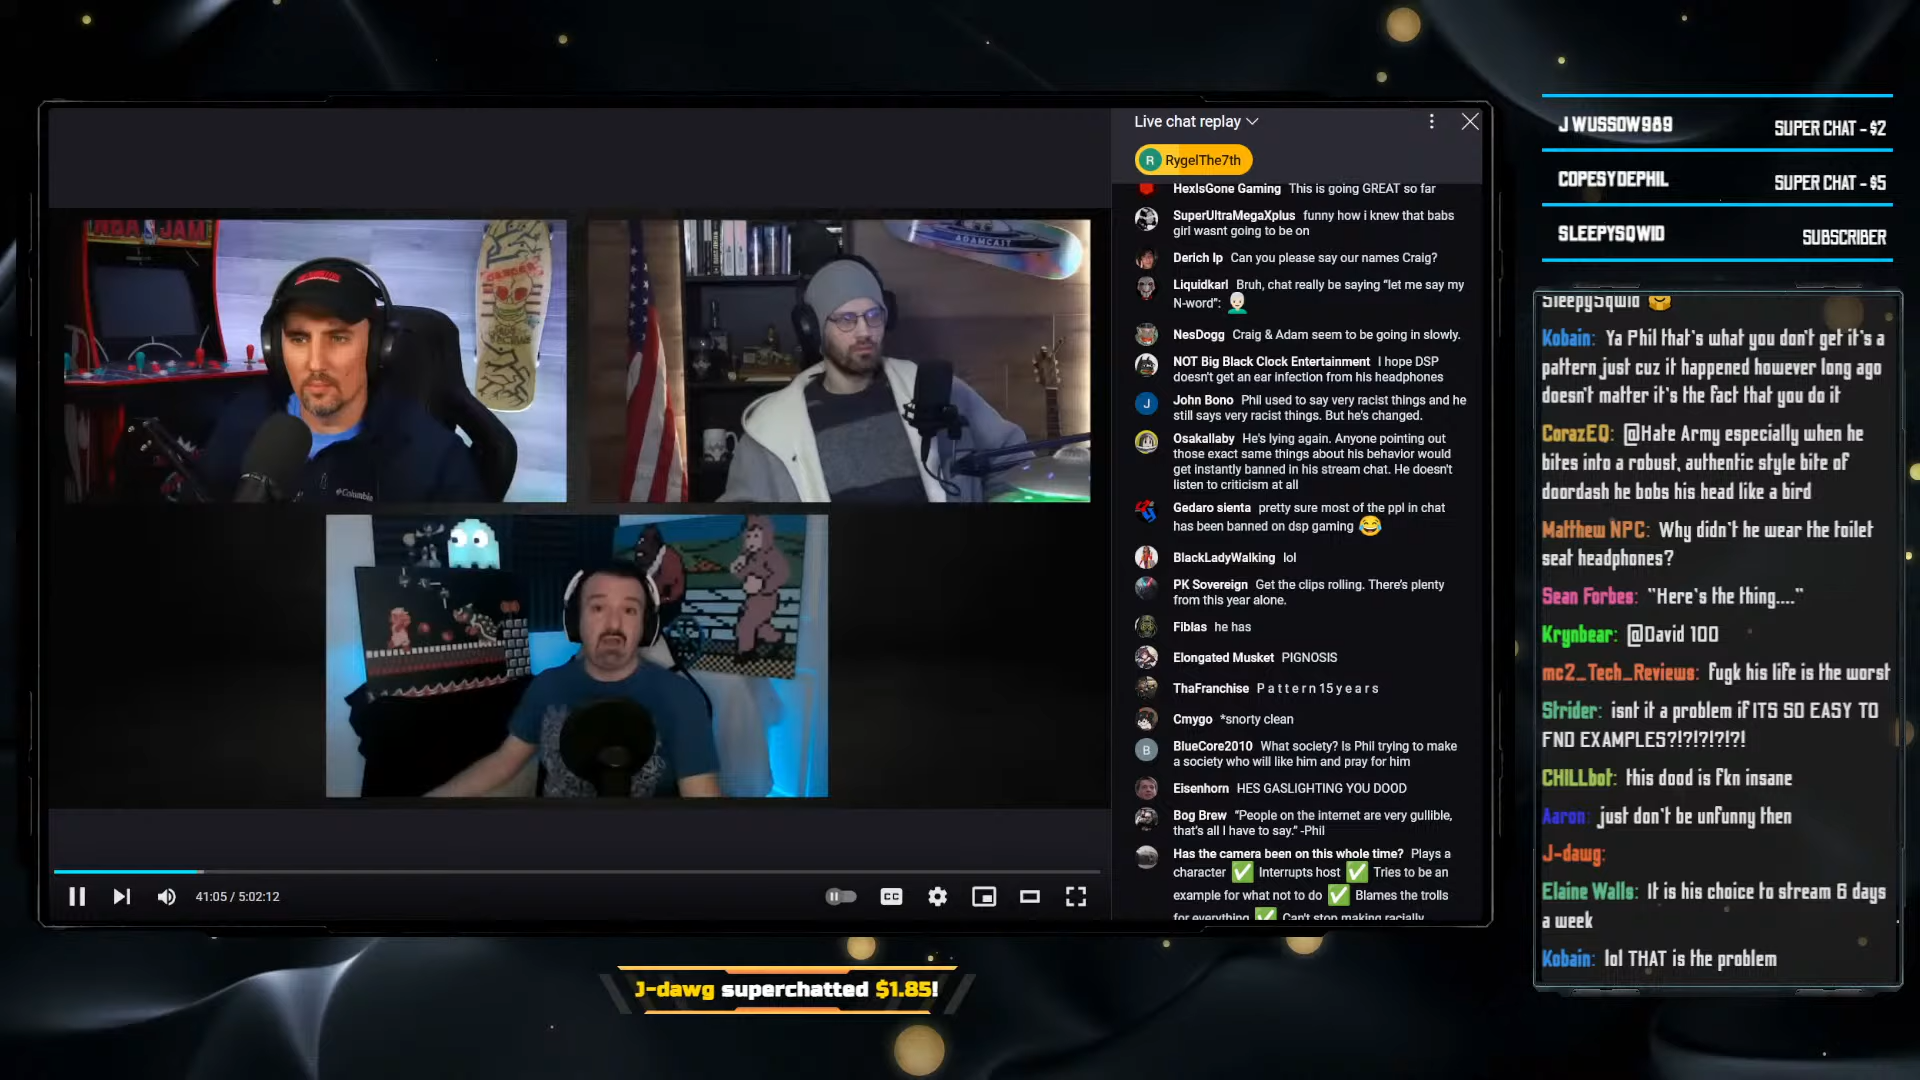 NBA JAM
ADAMCAST
Columbia
41:05 / 5:02:12
CC
Live chat replay
R RygelThe7th
HexIsGone Gaming This is going GREAT so far
SuperUltraMegaXplus funny how i knew that babs
girl wasnt going to be on
Derich Ip Can you please say our names Craig?
Liquidkarl Bruh, chat really be saying “let me say my
N-word”:
NesDogg Craig & Adam seem to be going in slowly.
NOT Big Black Clock Entertainment I hope DSP
doesn't get an ear infection from his headphones
J John Bono Phil used to say very racist things and he
still says very racist things. But he's changed.
Osakallaby He's lying again. Anyone pointing out
those exact same things about his behavior would
get instantly banned in his stream chat. He doesn't
listen to criticism at all
Gedaro sienta pretty sure most of the ppl in chat
has been banned on dsp gaming 😂
BlackLadyWalking lol
PK Sovereign Get the clips rolling. There's plenty
from this year alone.
Fiblas he has
Elongated Musket PIGNOSIS
ThaFranchise P a t t e r n 15 y e a r s
Cmygo *snorty clean
B BlueCore2010 What society? Is Phil trying to make
a society who will like him and pray for him
Eisenhorn HES GASLIGHTING YOU DOOD
Bog Brew “People on the internet are very gullible,
that's all I have to say.” -Phil
Has the camera been on this whole time? Plays a
character ✅ Interrupts host ✅ Tries to be an
example for what not to do ✅ Blames the trolls
for everything ✅ Can't stop making racially
J WUSSOW989 SUPER CHAT - $2
COPESYDEPHIL SUPER CHAT - $5
SLEEPYSQWID SUBSCRIBER
SleepySqwid
Kobain: Ya Phil that's what you don't get it's a
pattern just cuz it happened however long ago
doesn't matter it's the fact that you do it
CorazEQ: @Hate Army especially when he
bites into a robust, authentic style bite of
doordash he bobs his head like a bird
Matthew NPC: Why didn't he wear the toilet
seat headphones?
Sean Forbes: "Here's the thing...."
Krynbear: @David 100
mc2_Tech_Reviews: fugk his life is the worst
Strider: isnt it a problem if ITS SO EASY TO
FND EXAMPLES?!?!?!?!?!
CHILLbot: this dood is fkn insane
Aaron: just don't be unfunny then
J-dawg:
Elaine Walls: It is his choice to stream 6 days
a week
Kobain: lol THAT is the problem
J-dawg superchatted $1.85!